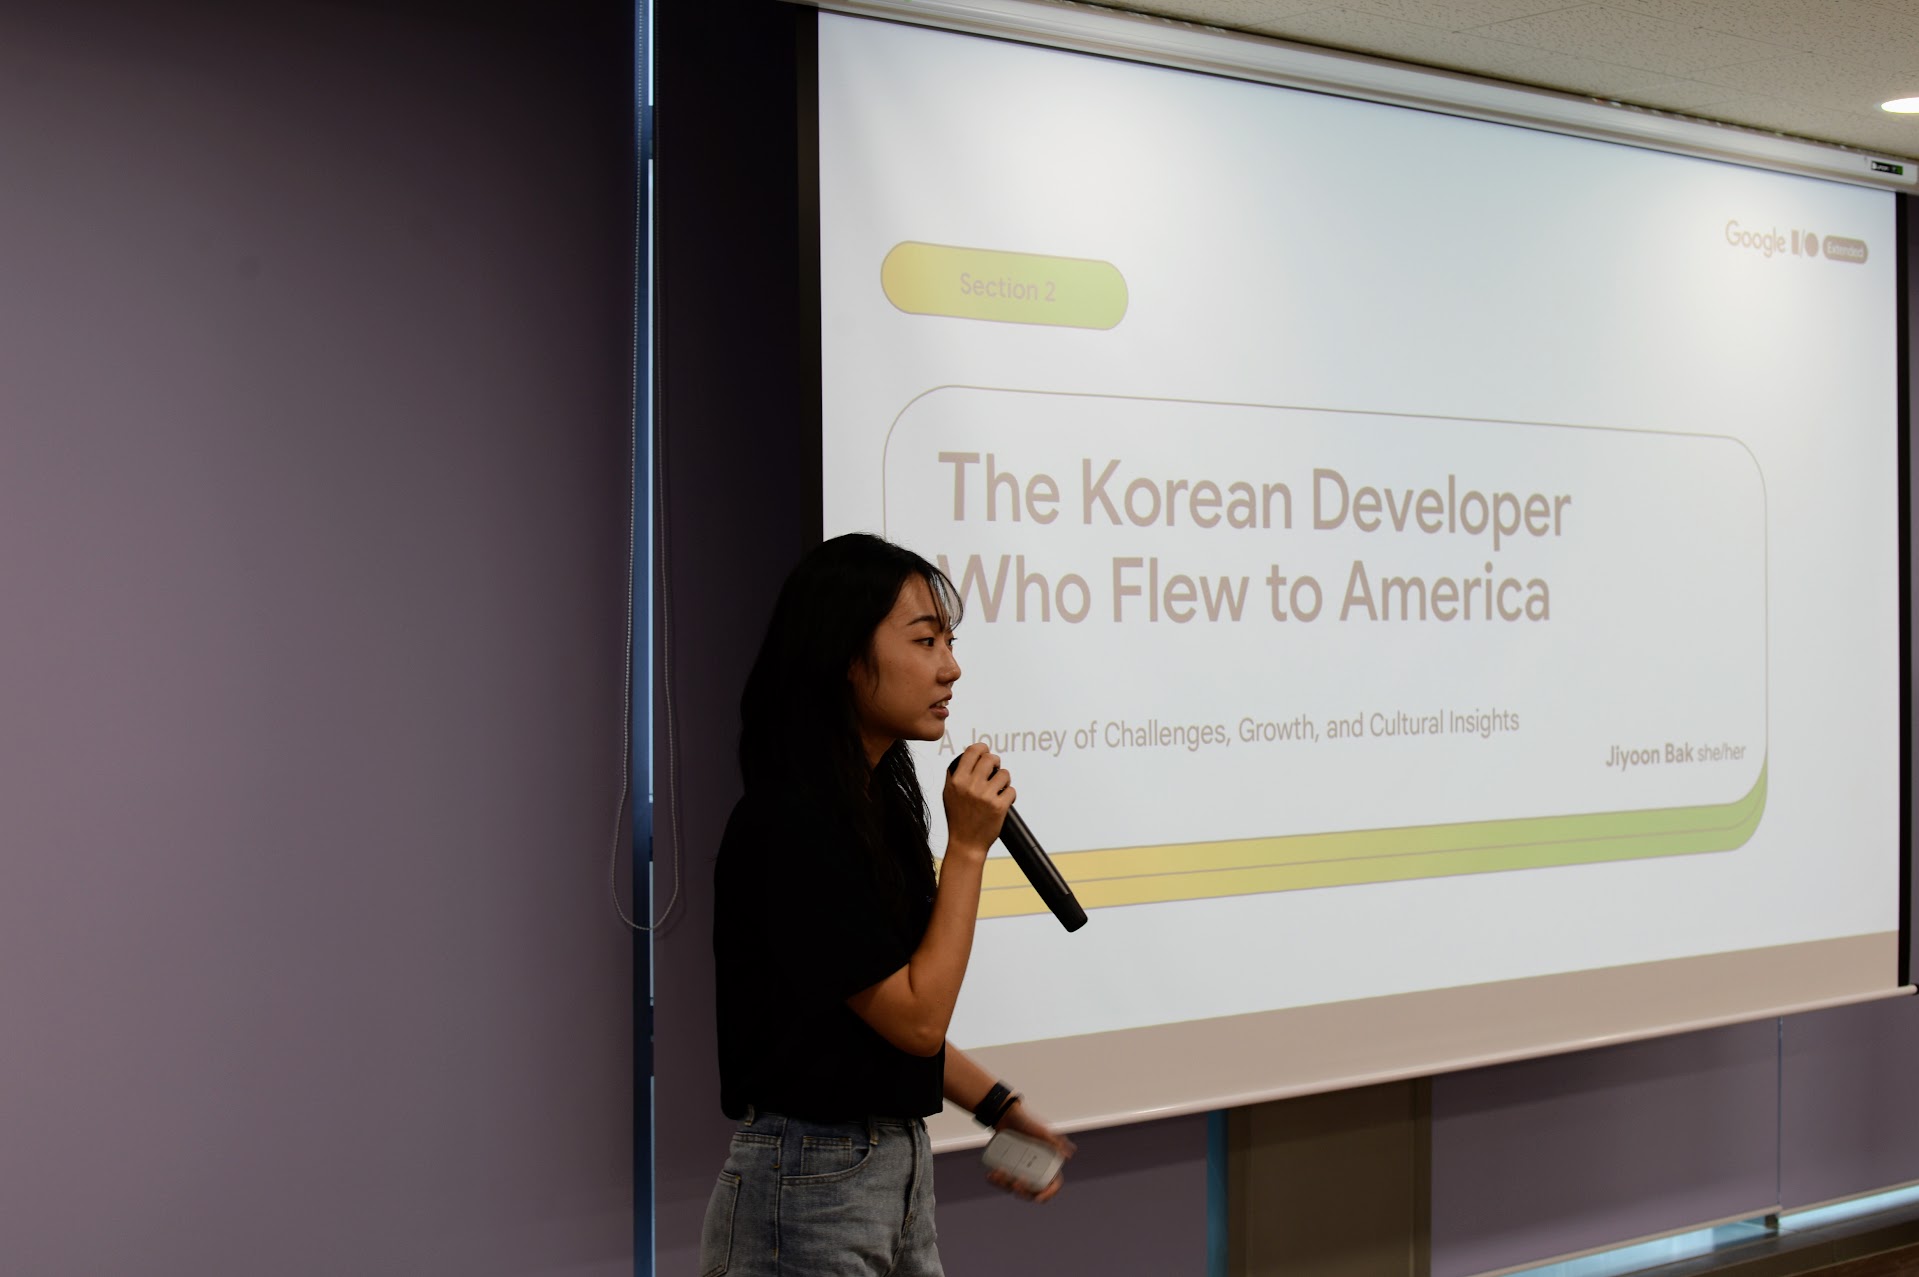 Google I/O Extended
Section 2
The Korean Developer
Who Flew to America
A Journey of Challenges, Growth, and Cultural Insights
Jiyoon Bak she/her